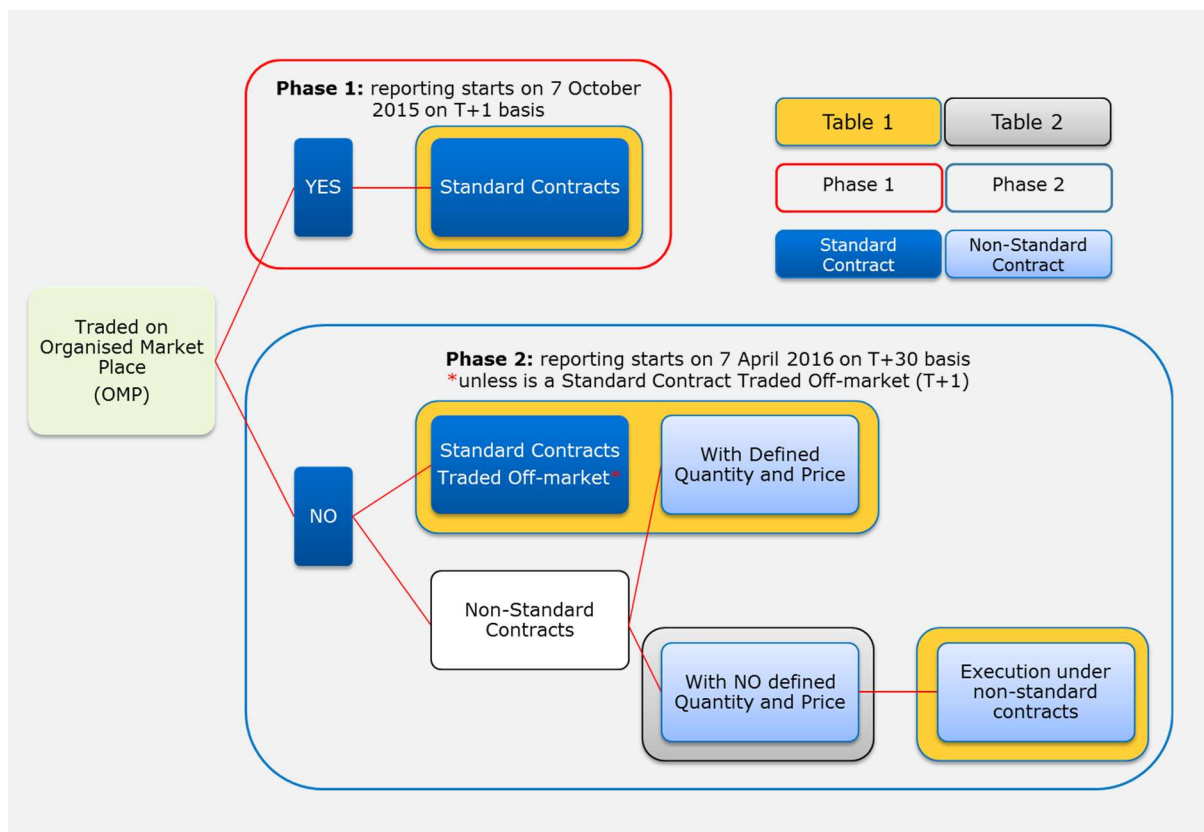 Phase 1: reporting starts on 7 October
2015 on T+1 basis
YES
Standard Contracts
Table 1
Table 2
Phase 1
Phase 2
Standard
Contract
Non-Standard
Contract
Traded on
Organised Market
Place
(OMP)
Phase 2: reporting starts on 7 April 2016 on T+30 basis
*unless is a Standard Contract Traded Off-market (T+1)
NO
Standard Contracts
Traded Off-market*
With Defined
Quantity and Price
Non-Standard
Contracts
With NO defined
Quantity and Price
Execution under
non-standard
contracts